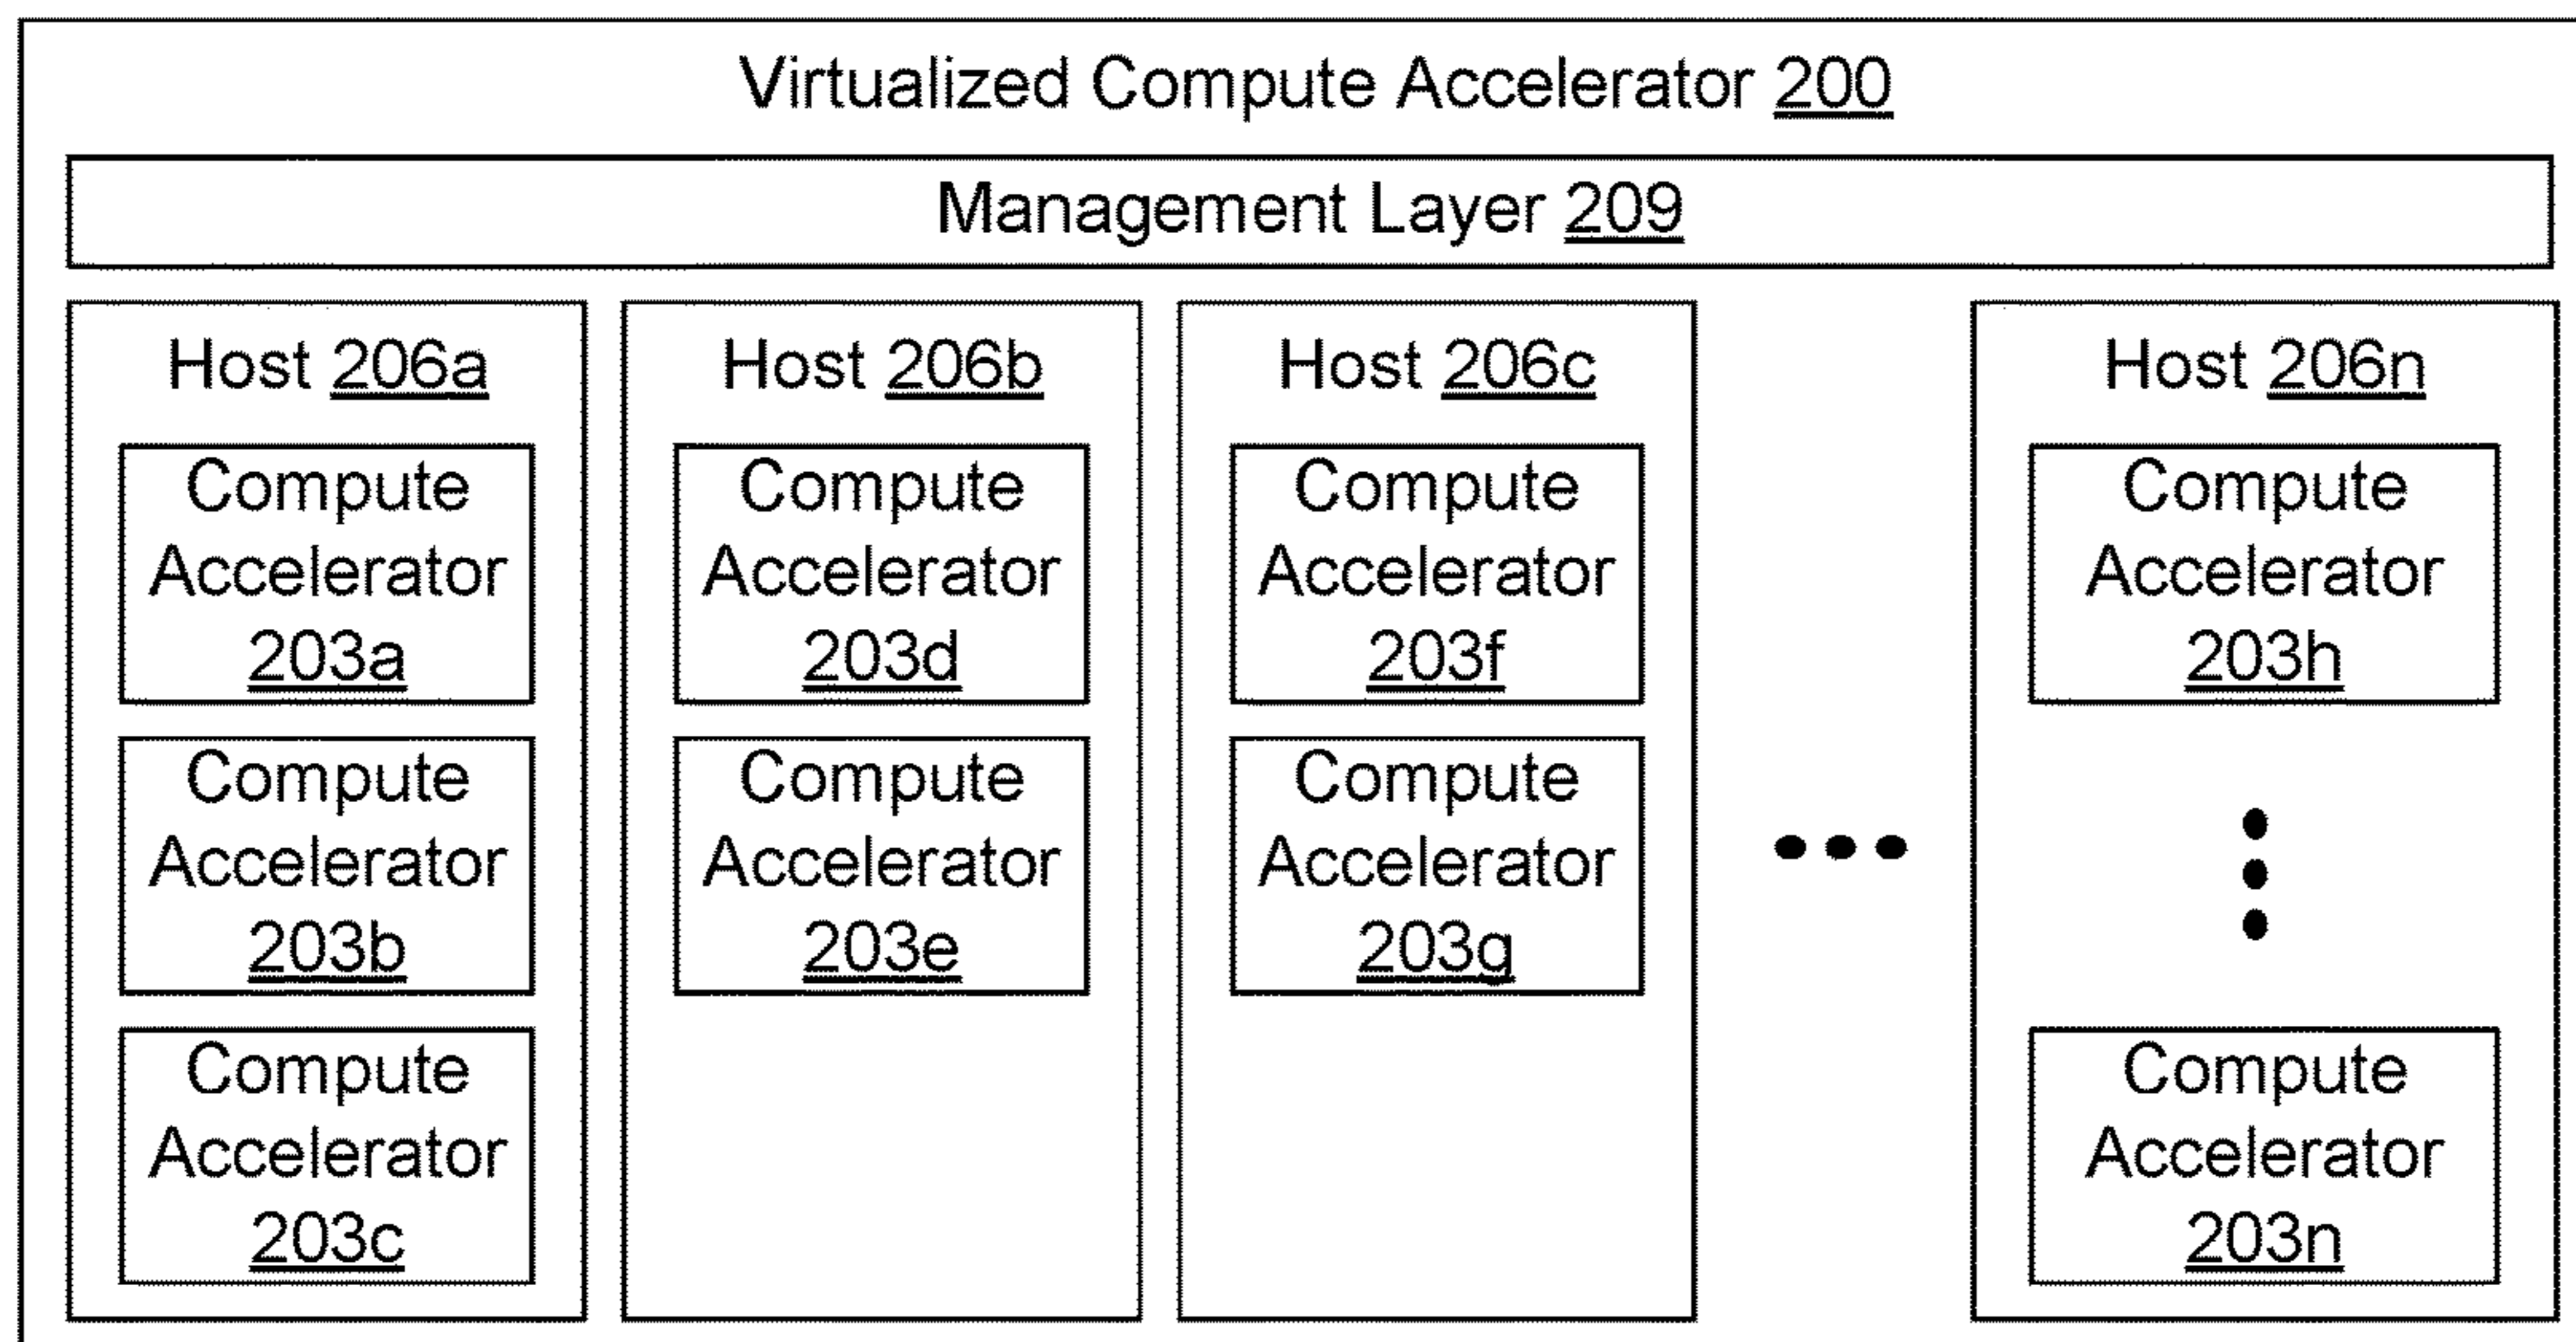 Virtualized Compute Accelerator 200
Management Layer 209
Host 206a
Compute
Accelerator
203a
Compute
Accelerator
203b
Compute
Accelerator
203c
Host 206b
Compute
Accelerator
203d
Compute
Accelerator
203e
Host 206c
Compute
Accelerator
203f
Compute
Accelerator
203g
Host 206n
Compute
Accelerator
203h
Compute
Accelerator
203n